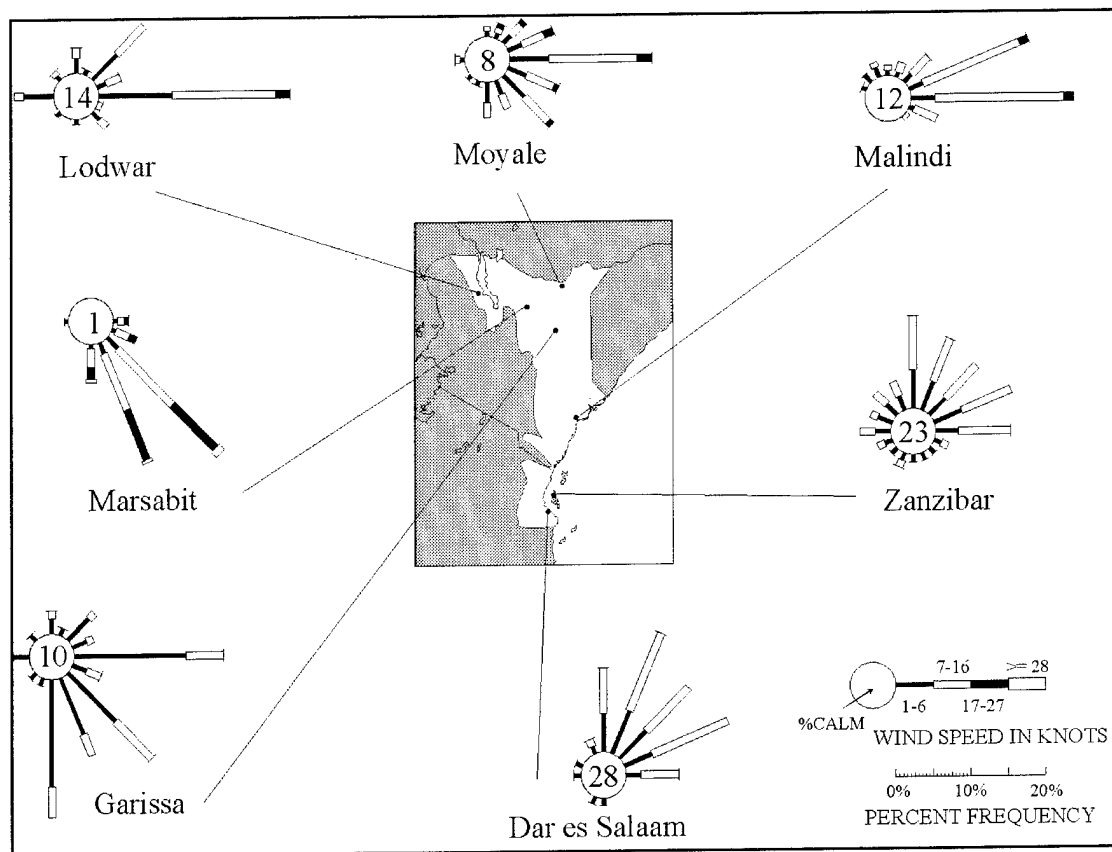 14
Lodwar
8
Moyale
12
Malindi
1
Marsabit
23
Zanzibar
10
Garissa
28
Dar es Salaam
7-16 >= 28
1-6 17-27
%CALM
WIND SPEED IN KNOTS
0% 10% 20%
PERCENT FREQUENCY